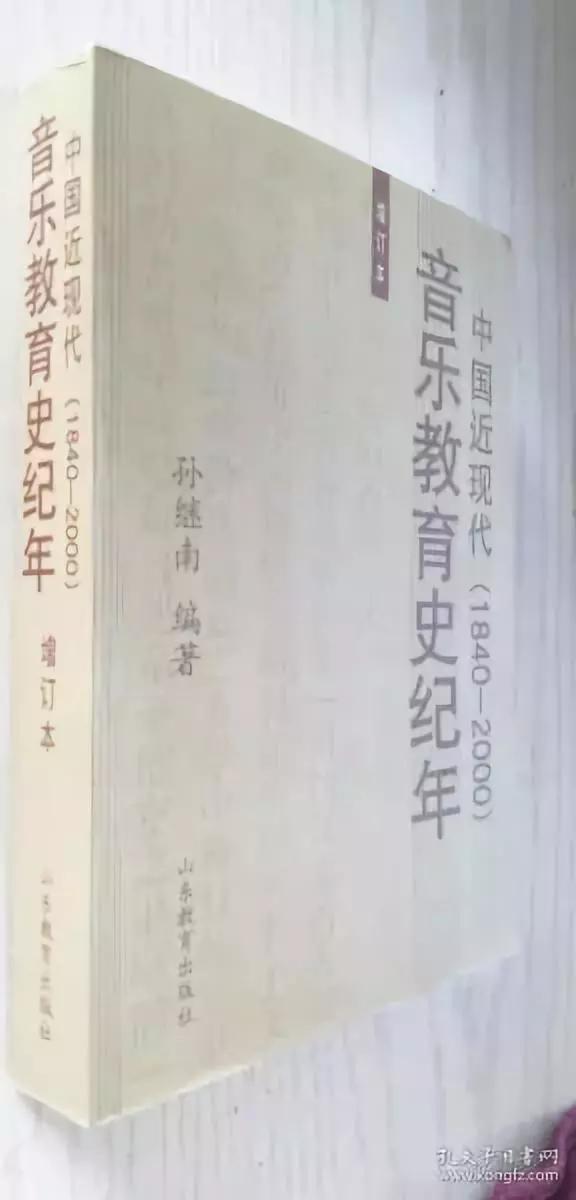 中国近现代（1840—2000）
音乐教育史纪年
增订本
山东教育出版社
中国近现代（1840—2000）
音乐教育史纪年
增订本
孙继南 编著
山东教育出版社
孔夫子旧书网
www.kongfz.com